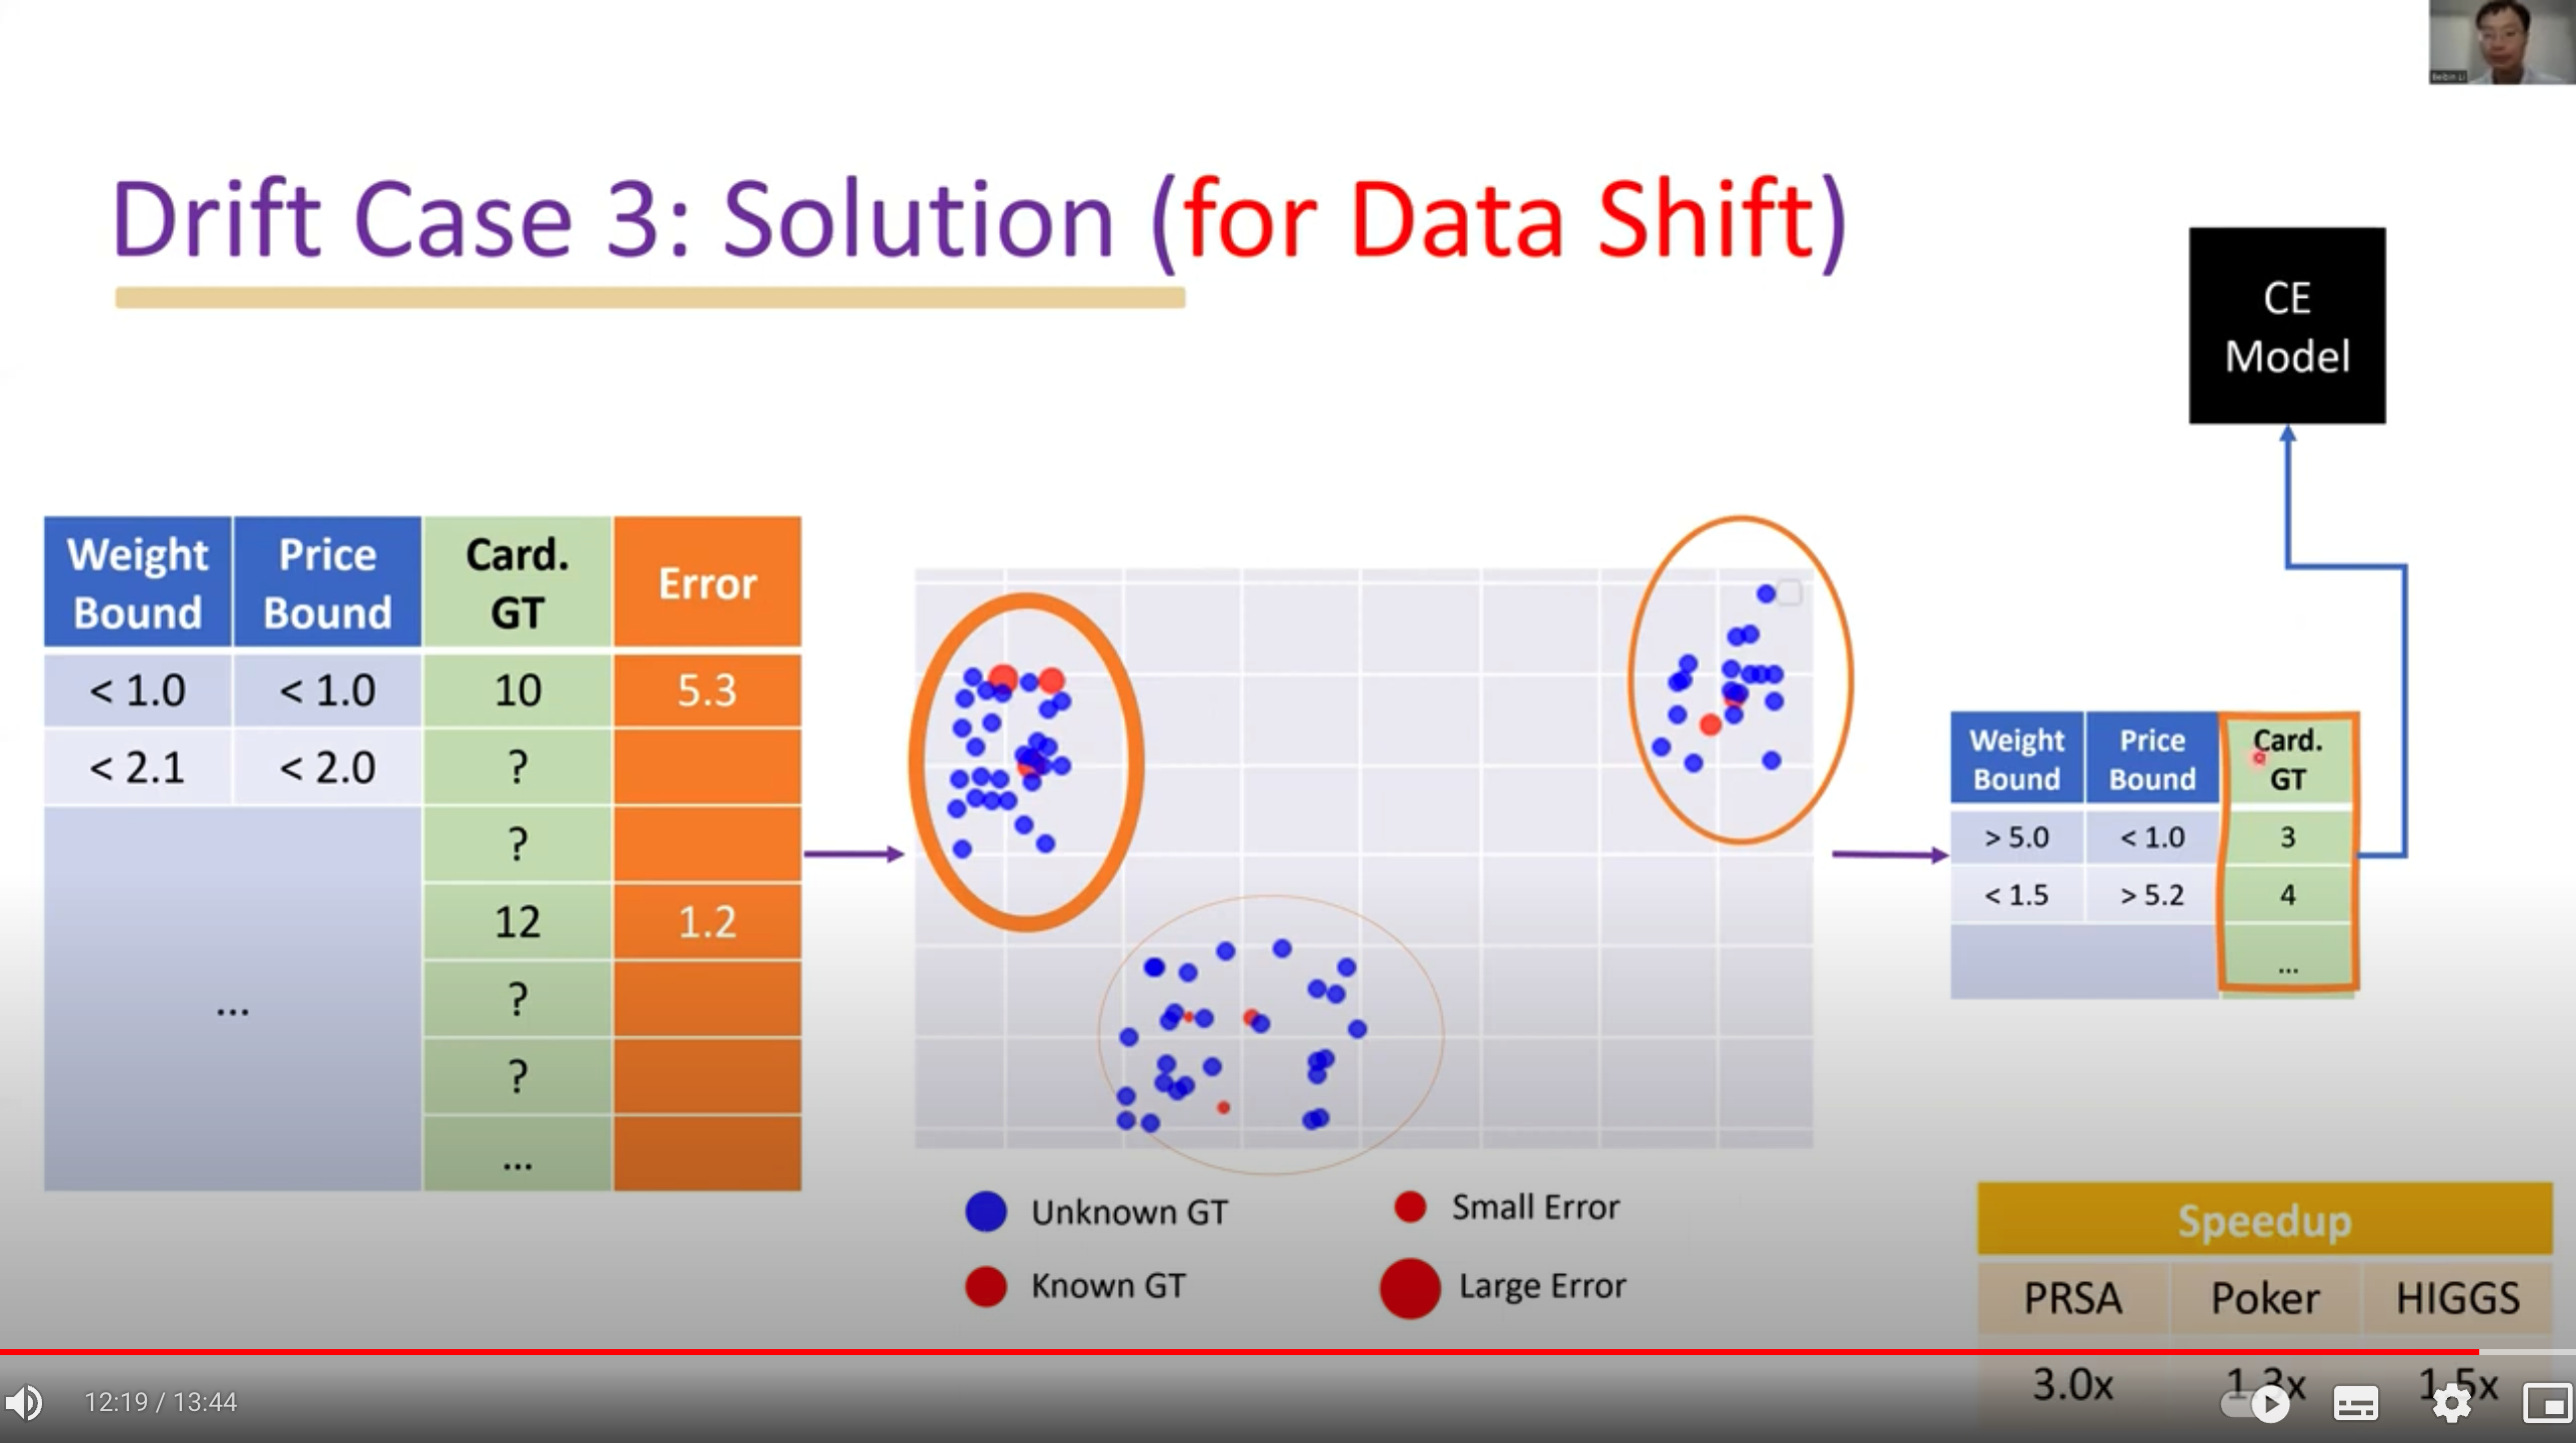 Beibin Li
Drift Case 3: Solution (for Data Shift)
CE
Model
Weight Bound Price Bound Card. GT Error
< 1.0 < 1.0 10 5.3
< 2.1 < 2.0 ?
?
12 1.2
... ?
?
...
Weight Bound Price Bound Card. GT
> 5.0 < 1.0 3
< 1.5 > 5.2 4
...
Unknown GT Small Error
Known GT Large Error
Speedup
PRSA Poker HIGGS
3.0x 1.3x 1.5x
12:19 / 13:44